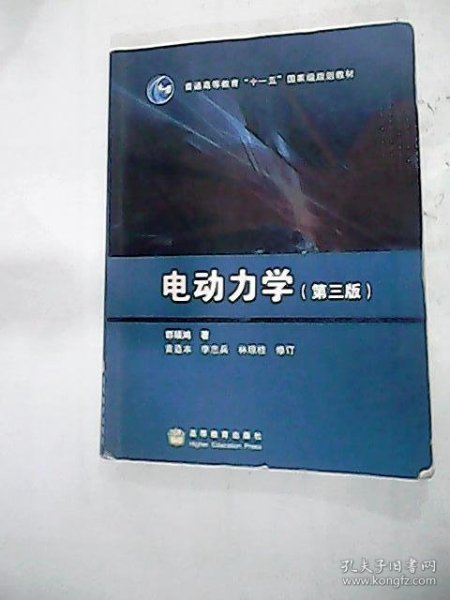 普通高等教育“十一五”国家级规划教材
电动力学（第三版）
郭硕鸿 著
黄迺本 李志兵 林琼桂 修订
高等教育出版社
Higher Education Press
孔夫子旧书网
www.kongfz.com